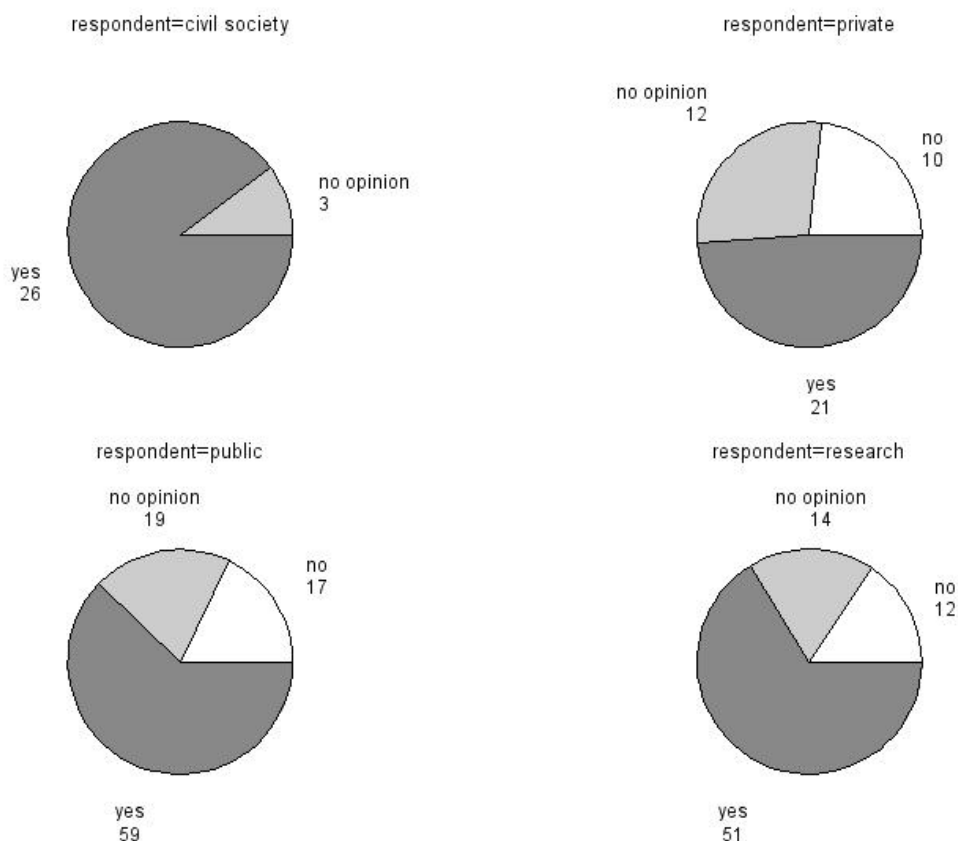 respondent=civil society
no opinion
3
yes
26
respondent=private
no opinion
12
no
10
yes
21
respondent=public
no opinion
19
no
17
yes
59
respondent=research
no opinion
14
no
12
yes
51